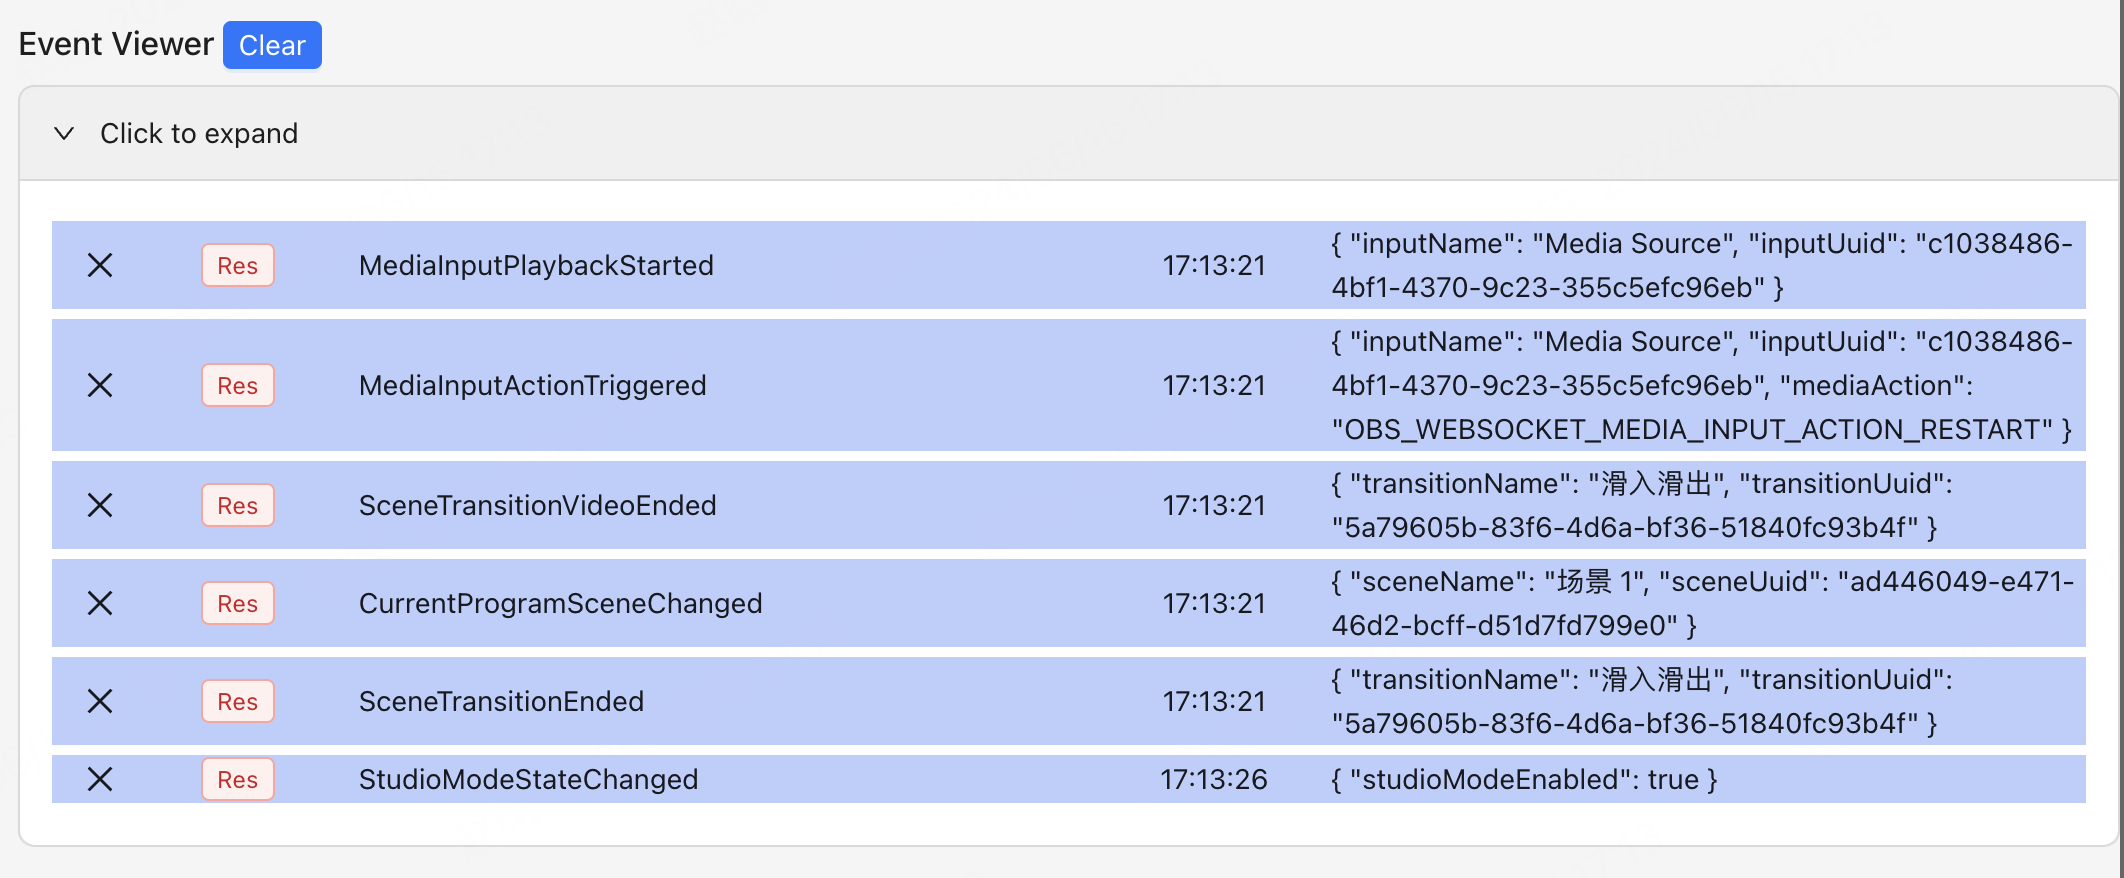 Event Viewer Clear
Click to expand
Res MediaInputPlaybackStarted 17:13:21 { "inputName": "Media Source", "inputUuid": "c1038486-
4bf1-4370-9c23-355c5efc96eb" }
Res MediaInputActionTriggered 17:13:21 { "inputName": "Media Source", "inputUuid": "c1038486-
4bf1-4370-9c23-355c5efc96eb", "mediaAction":
"OBS_WEBSOCKET_MEDIA_INPUT_ACTION_RESTART" }
Res SceneTransitionVideoEnded 17:13:21 { "transitionName": "滑入滑出", "transitionUuid":
"5a79605b-83f6-4d6a-bf36-51840fc93b4f" }
Res CurrentProgramSceneChanged 17:13:21 { "sceneName": "场景 1", "sceneUuid": "ad446049-e471-
46d2-bcff-d51d7fd799e0" }
Res SceneTransitionEnded 17:13:21 { "transitionName": "滑入滑出", "transitionUuid":
"5a79605b-83f6-4d6a-bf36-51840fc93b4f" }
Res StudioModeStateChanged 17:13:26 { "studioModeEnabled": true }